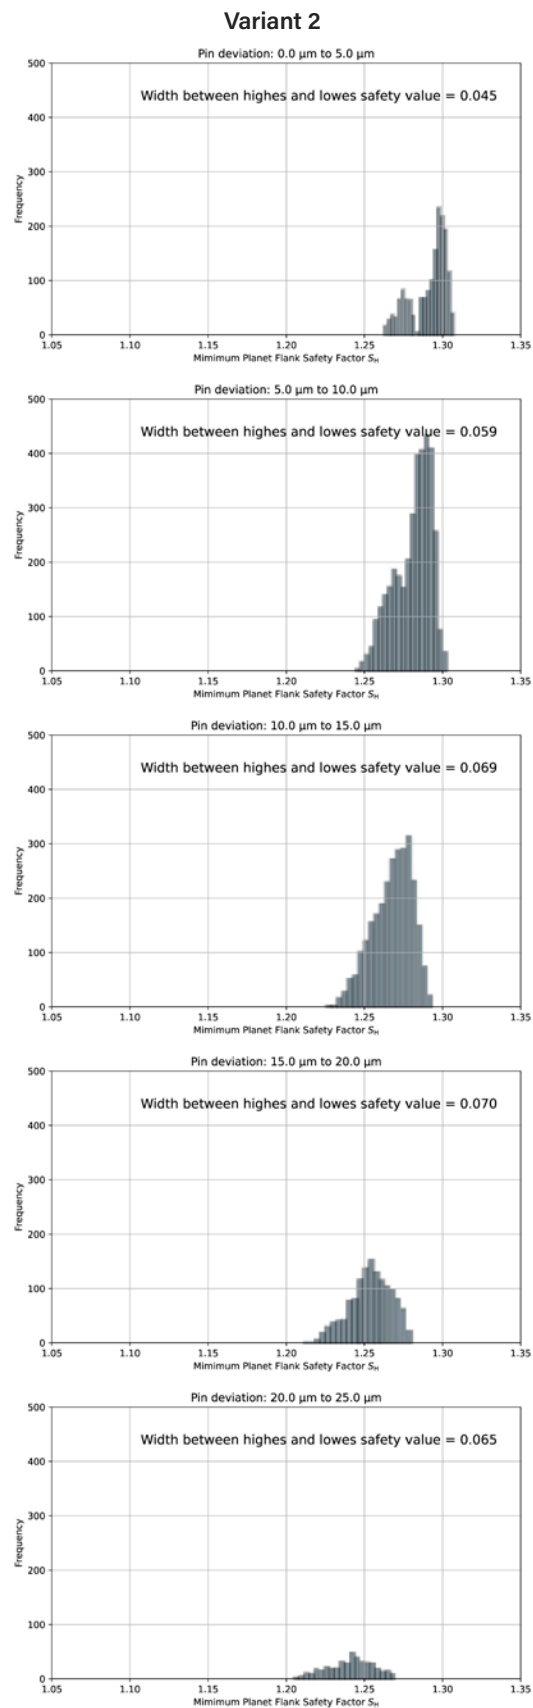 Variant 2
Pin deviation: 0.0 µm to 5.0 µm
500
Width between highes and lowes safety value = 0.045
400
300
Frequency
200
100
0
1.05 1.10 1.15 1.20 1.25 1.30 1.35
Mimimum Planet Flank Safety Factor SH
Pin deviation: 5.0 µm to 10.0 µm
500
Width between highes and lowes safety value = 0.059
400
300
Frequency
200
100
0
1.05 1.10 1.15 1.20 1.25 1.30 1.35
Mimimum Planet Flank Safety Factor SH
Pin deviation: 10.0 µm to 15.0 µm
500
Width between highes and lowes safety value = 0.069
400
300
Frequency
200
100
0
1.05 1.10 1.15 1.20 1.25 1.30 1.35
Mimimum Planet Flank Safety Factor SH
Pin deviation: 15.0 µm to 20.0 µm
500
Width between highes and lowes safety value = 0.070
400
300
Frequency
200
100
0
1.05 1.10 1.15 1.20 1.25 1.30 1.35
Mimimum Planet Flank Safety Factor SH
Pin deviation: 20.0 µm to 25.0 µm
500
Width between highes and lowes safety value = 0.065
400
300
Frequency
200
100
0
1.05 1.10 1.15 1.20 1.25 1.30 1.35
Mimimum Planet Flank Safety Factor SH